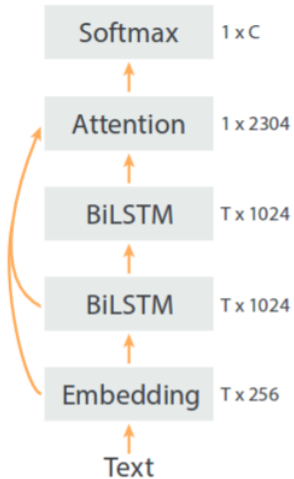 Softmax 1 x C
Attention 1 x 2304
BiLSTM T x 1024
BiLSTM T x 1024
Embedding T x 256
Text